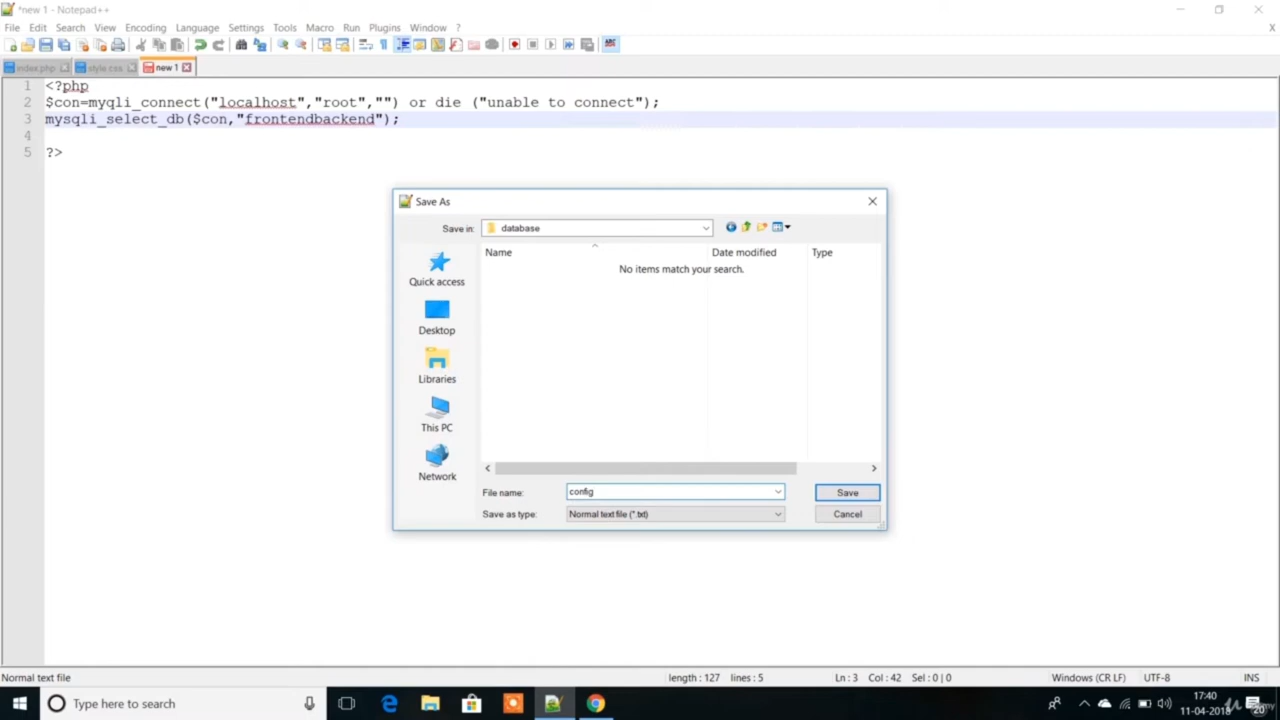 *new 1 - Notepad++
File Edit Search View Encoding Language Settings Tools Macro Run Plugins Window ? X
index.php style.css new 1
1 <?php
2 $con=myqli_connect("localhost","root","") or die ("unable to connect");
3 mysqli_select_db($con,"frontendbackend");
4
5 ?>
Save As
Save in: database
Name Date modified Type
No items match your search.
Quick access
Desktop
Libraries
This PC
Network
File name: config Save
Save as type: Normal text file (*.txt) Cancel
Normal text file length : 127 lines : 5 Ln : 3 Col : 42 Sel : 0 | 0 Windows (CR LF) UTF-8 INS
Type here to search
17:40
11-04-2018
20